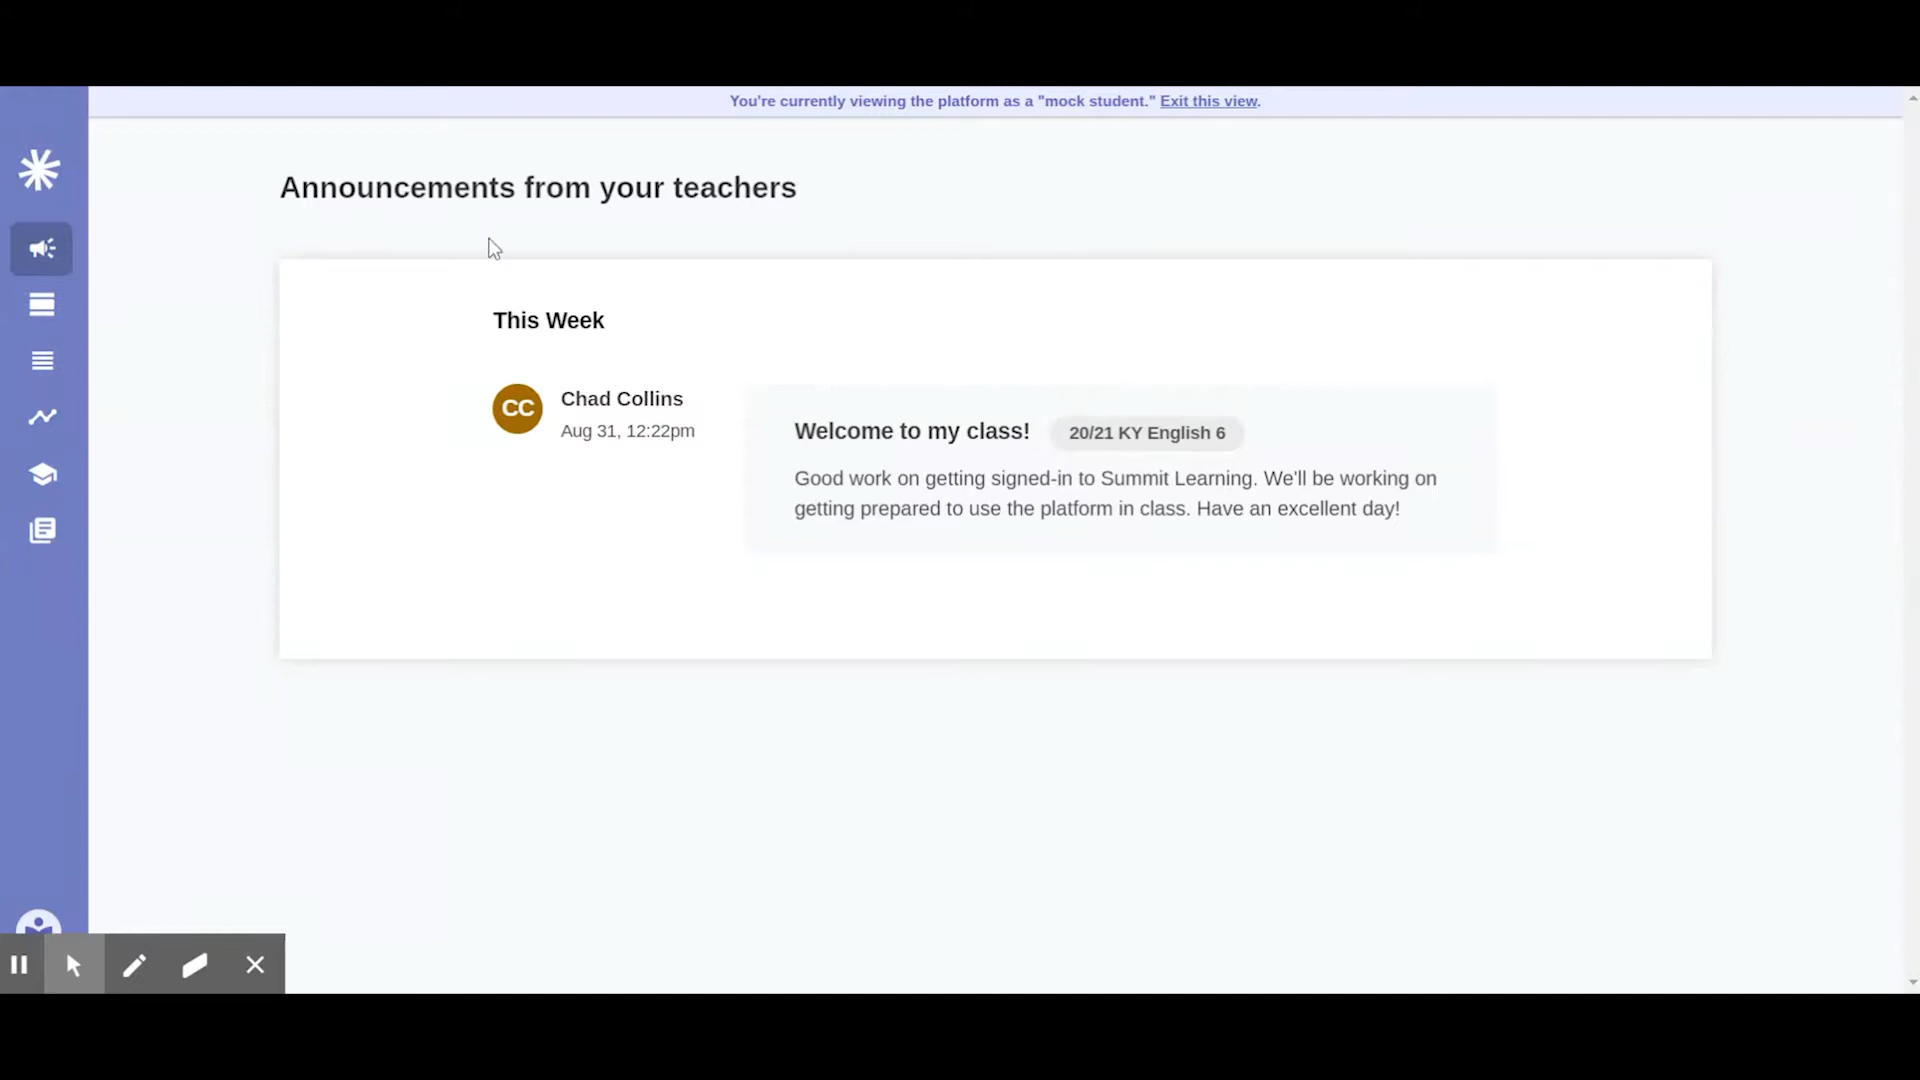 You're currently viewing the platform as a "mock student." Exit this view.
Announcements from your teachers
This Week
CC
Chad Collins
Aug 31, 12:22pm
Welcome to my class!
20/21 KY English 6
Good work on getting signed-in to Summit Learning. We'll be working on
getting prepared to use the platform in class. Have an excellent day!